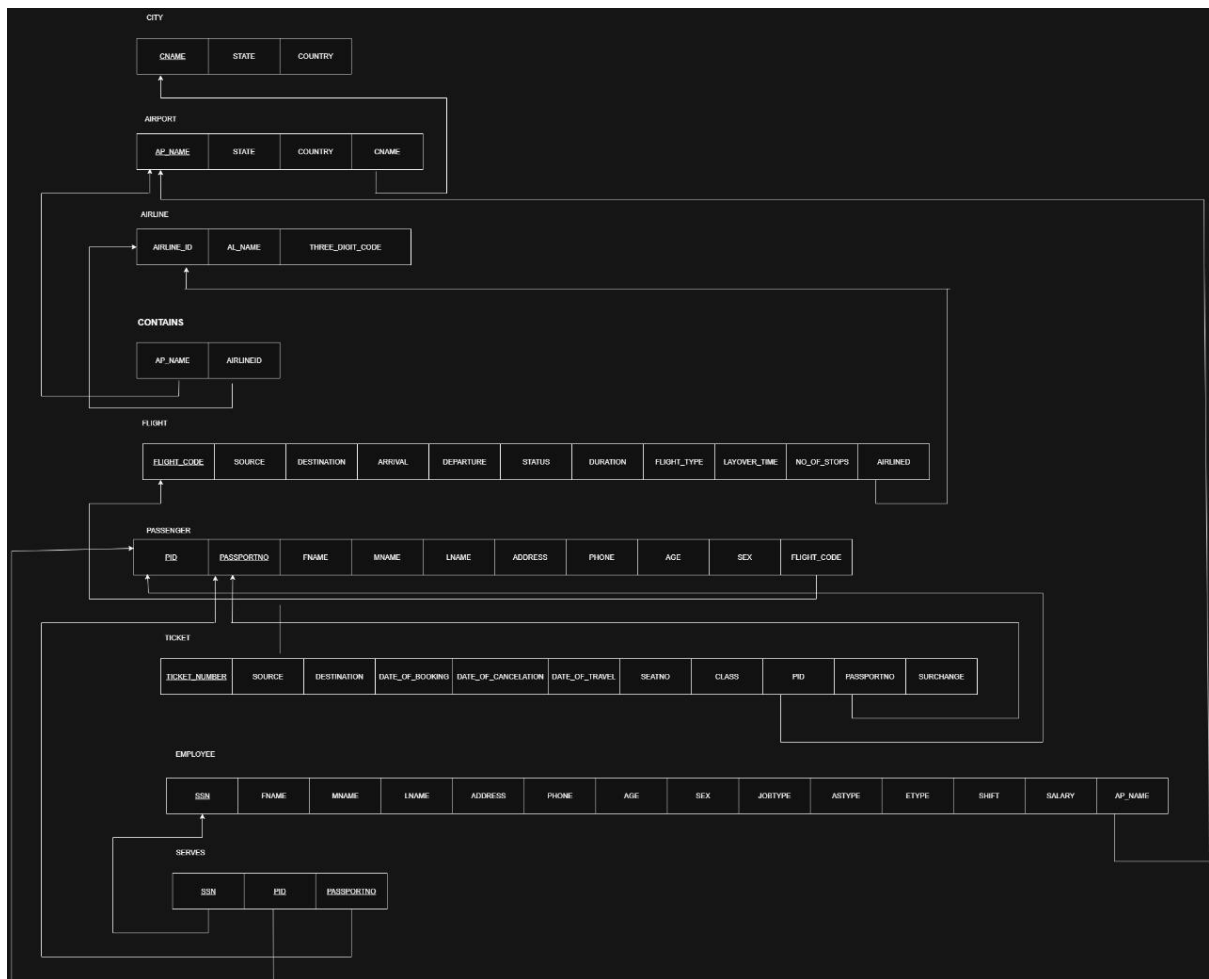 CITY
CNAME STATE COUNTRY
AIRPORT
AP_NAME STATE COUNTRY CNAME
AIRLINE
AIRLINE_ID AL_NAME THREE_DIGIT_CODE
CONTAINS
AP_NAME AIRLINEID
FLIGHT
FLIGHT_CODE SOURCE DESTINATION ARRIVAL DEPARTURE STATUS DURATION FLIGHT_TYPE LAYOVER_TIME NO_OF_STOPS AIRLINED
PASSENGER
PID PASSPORTNO FNAME MNAME LNAME ADDRESS PHONE AGE SEX FLIGHT_CODE
TICKET
TICKET_NUMBER SOURCE DESTINATION DATE_OF_BOOKING DATE_OF_CANCELATION DATE_OF_TRAVEL SEATNO CLASS PID PASSPORTNO SURCHANGE
EMPLOYEE
SSN FNAME MNAME LNAME ADDRESS PHONE AGE SEX JOBTYPE ASTYPE ETYPE SHIFT SALARY AP_NAME
SERVES
SSN PID PASSPORTNO